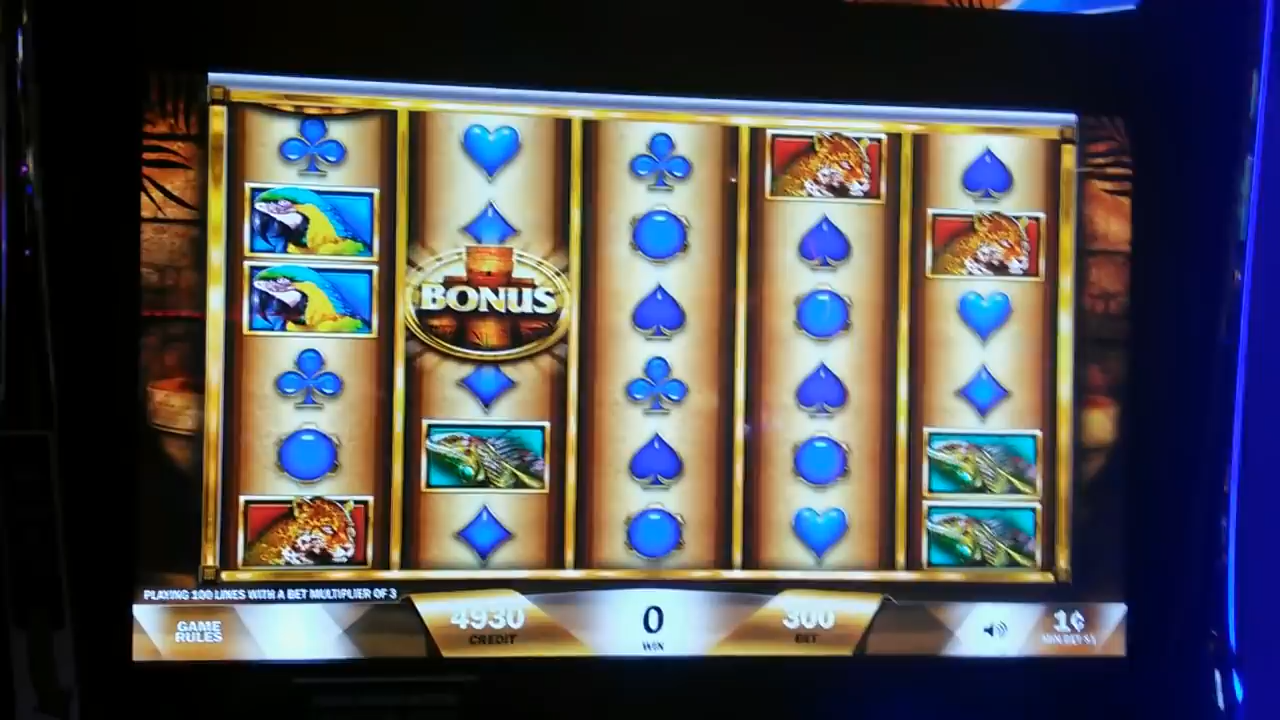 BONUS
PLAYING 100 LINES WITH A BET MULTIPLIER OF 3
GAME
RULES
4930
CREDIT
0
WIN
300
BET
1¢